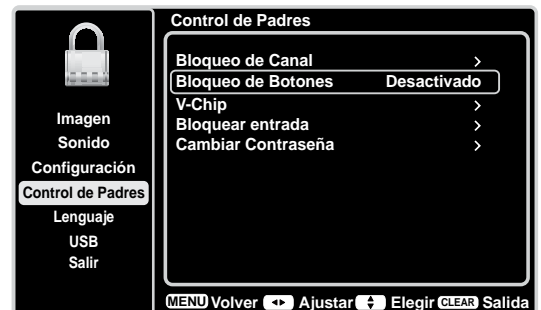 Control de Padres
Bloqueo de Canal >
Bloqueo de Botones Desactivado
V-Chip >
Bloquear entrada >
Cambiar Contraseña >
Imagen
Sonido
Configuración
Control de Padres
Lenguaje
USB
Salir
MENU Volver Ajustar Elegir CLEAR Salida